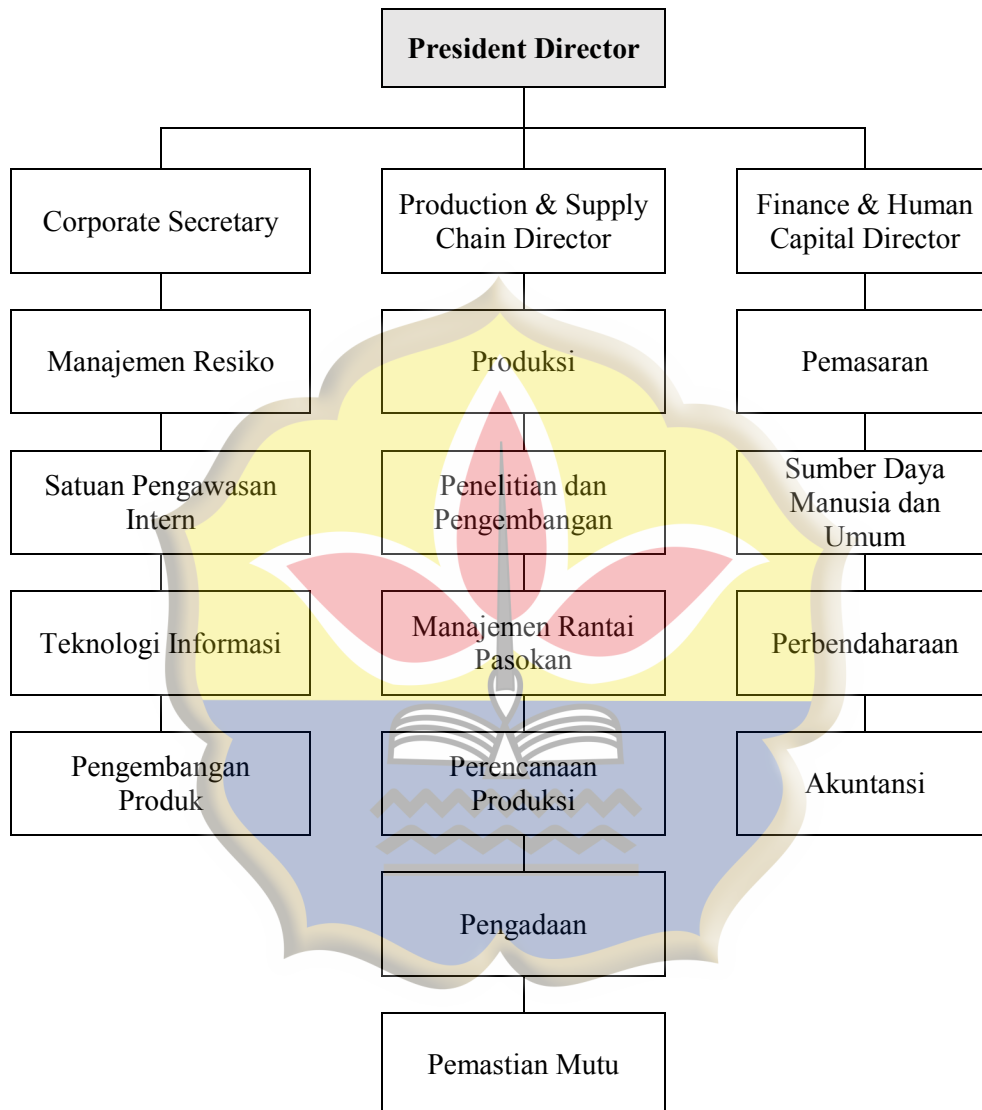 President Director
Corporate Secretary
Production & Supply
Chain Director
Finance & Human
Capital Director
Manajemen Resiko
Produksi
Pemasaran
Satuan Pengawasan
Intern
Penelitian dan
Pengembangan
Sumber Daya
Manusia dan
Umum
Teknologi Informasi
Manajemen Rantai
Pasokan
Perbendaharaan
Pengembangan
Produk
Perencanaan
Produksi
Akuntansi
Pengadaan
Pemastian Mutu